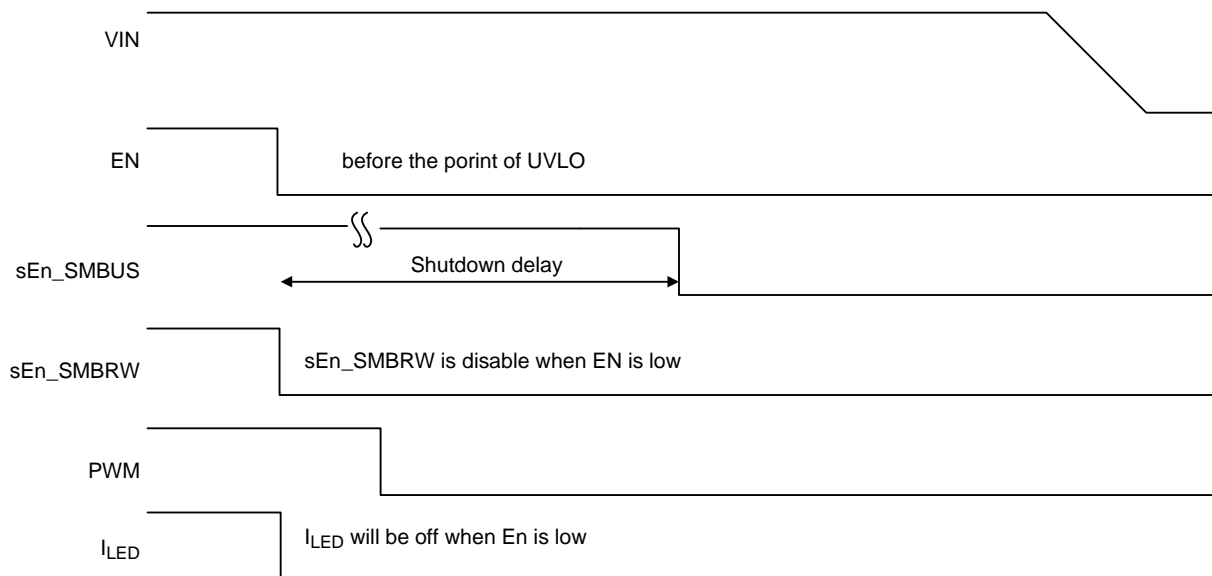 VIN
EN
before the porint of UVLO
sEn_SMBUS
Shutdown delay
sEn_SMBRW
sEn_SMBRW is disable when EN is low
PWM
ILED
ILED will be off when En is low